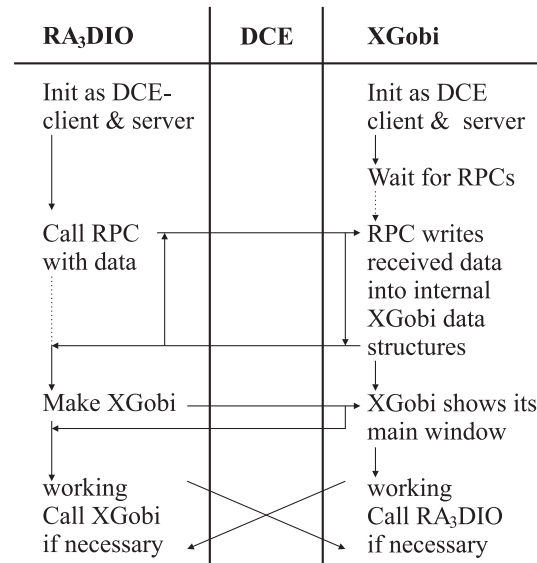 RA₃DIO DCE XGobi
Init as DCE-
client & server
Init as DCE
client & server
Wait for RPCs
Call RPC
with data
RPC writes
received data
into internal
XGobi data
structures
Make XGobi
XGobi shows its
main window
working
Call XGobi
if necessary
working
Call RA₃DIO
if necessary